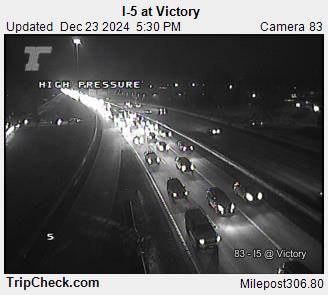 I-5 at Victory
Updated Dec 23 2024 5:30 PM Camera 83
T
HIGH PRESSURE
S
83 - I5 @ Victory
TripCheck.com Milepost306.80